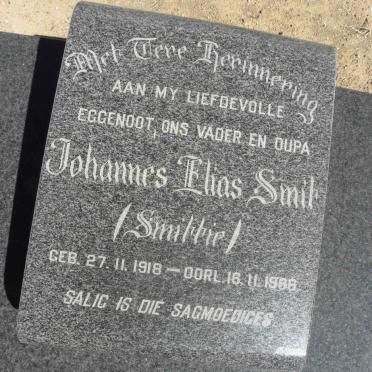 Met Tere Herinnering
AAN MY LIEFDEVOLLE
EGGENOOT, ONS VADER EN OUPA
Johannes Elias Smit
/Smittie/
GEB. 27. 11. 1918 — OORL. 16. 11. 1988
SALIG IS DIE SAGMOEDIGES